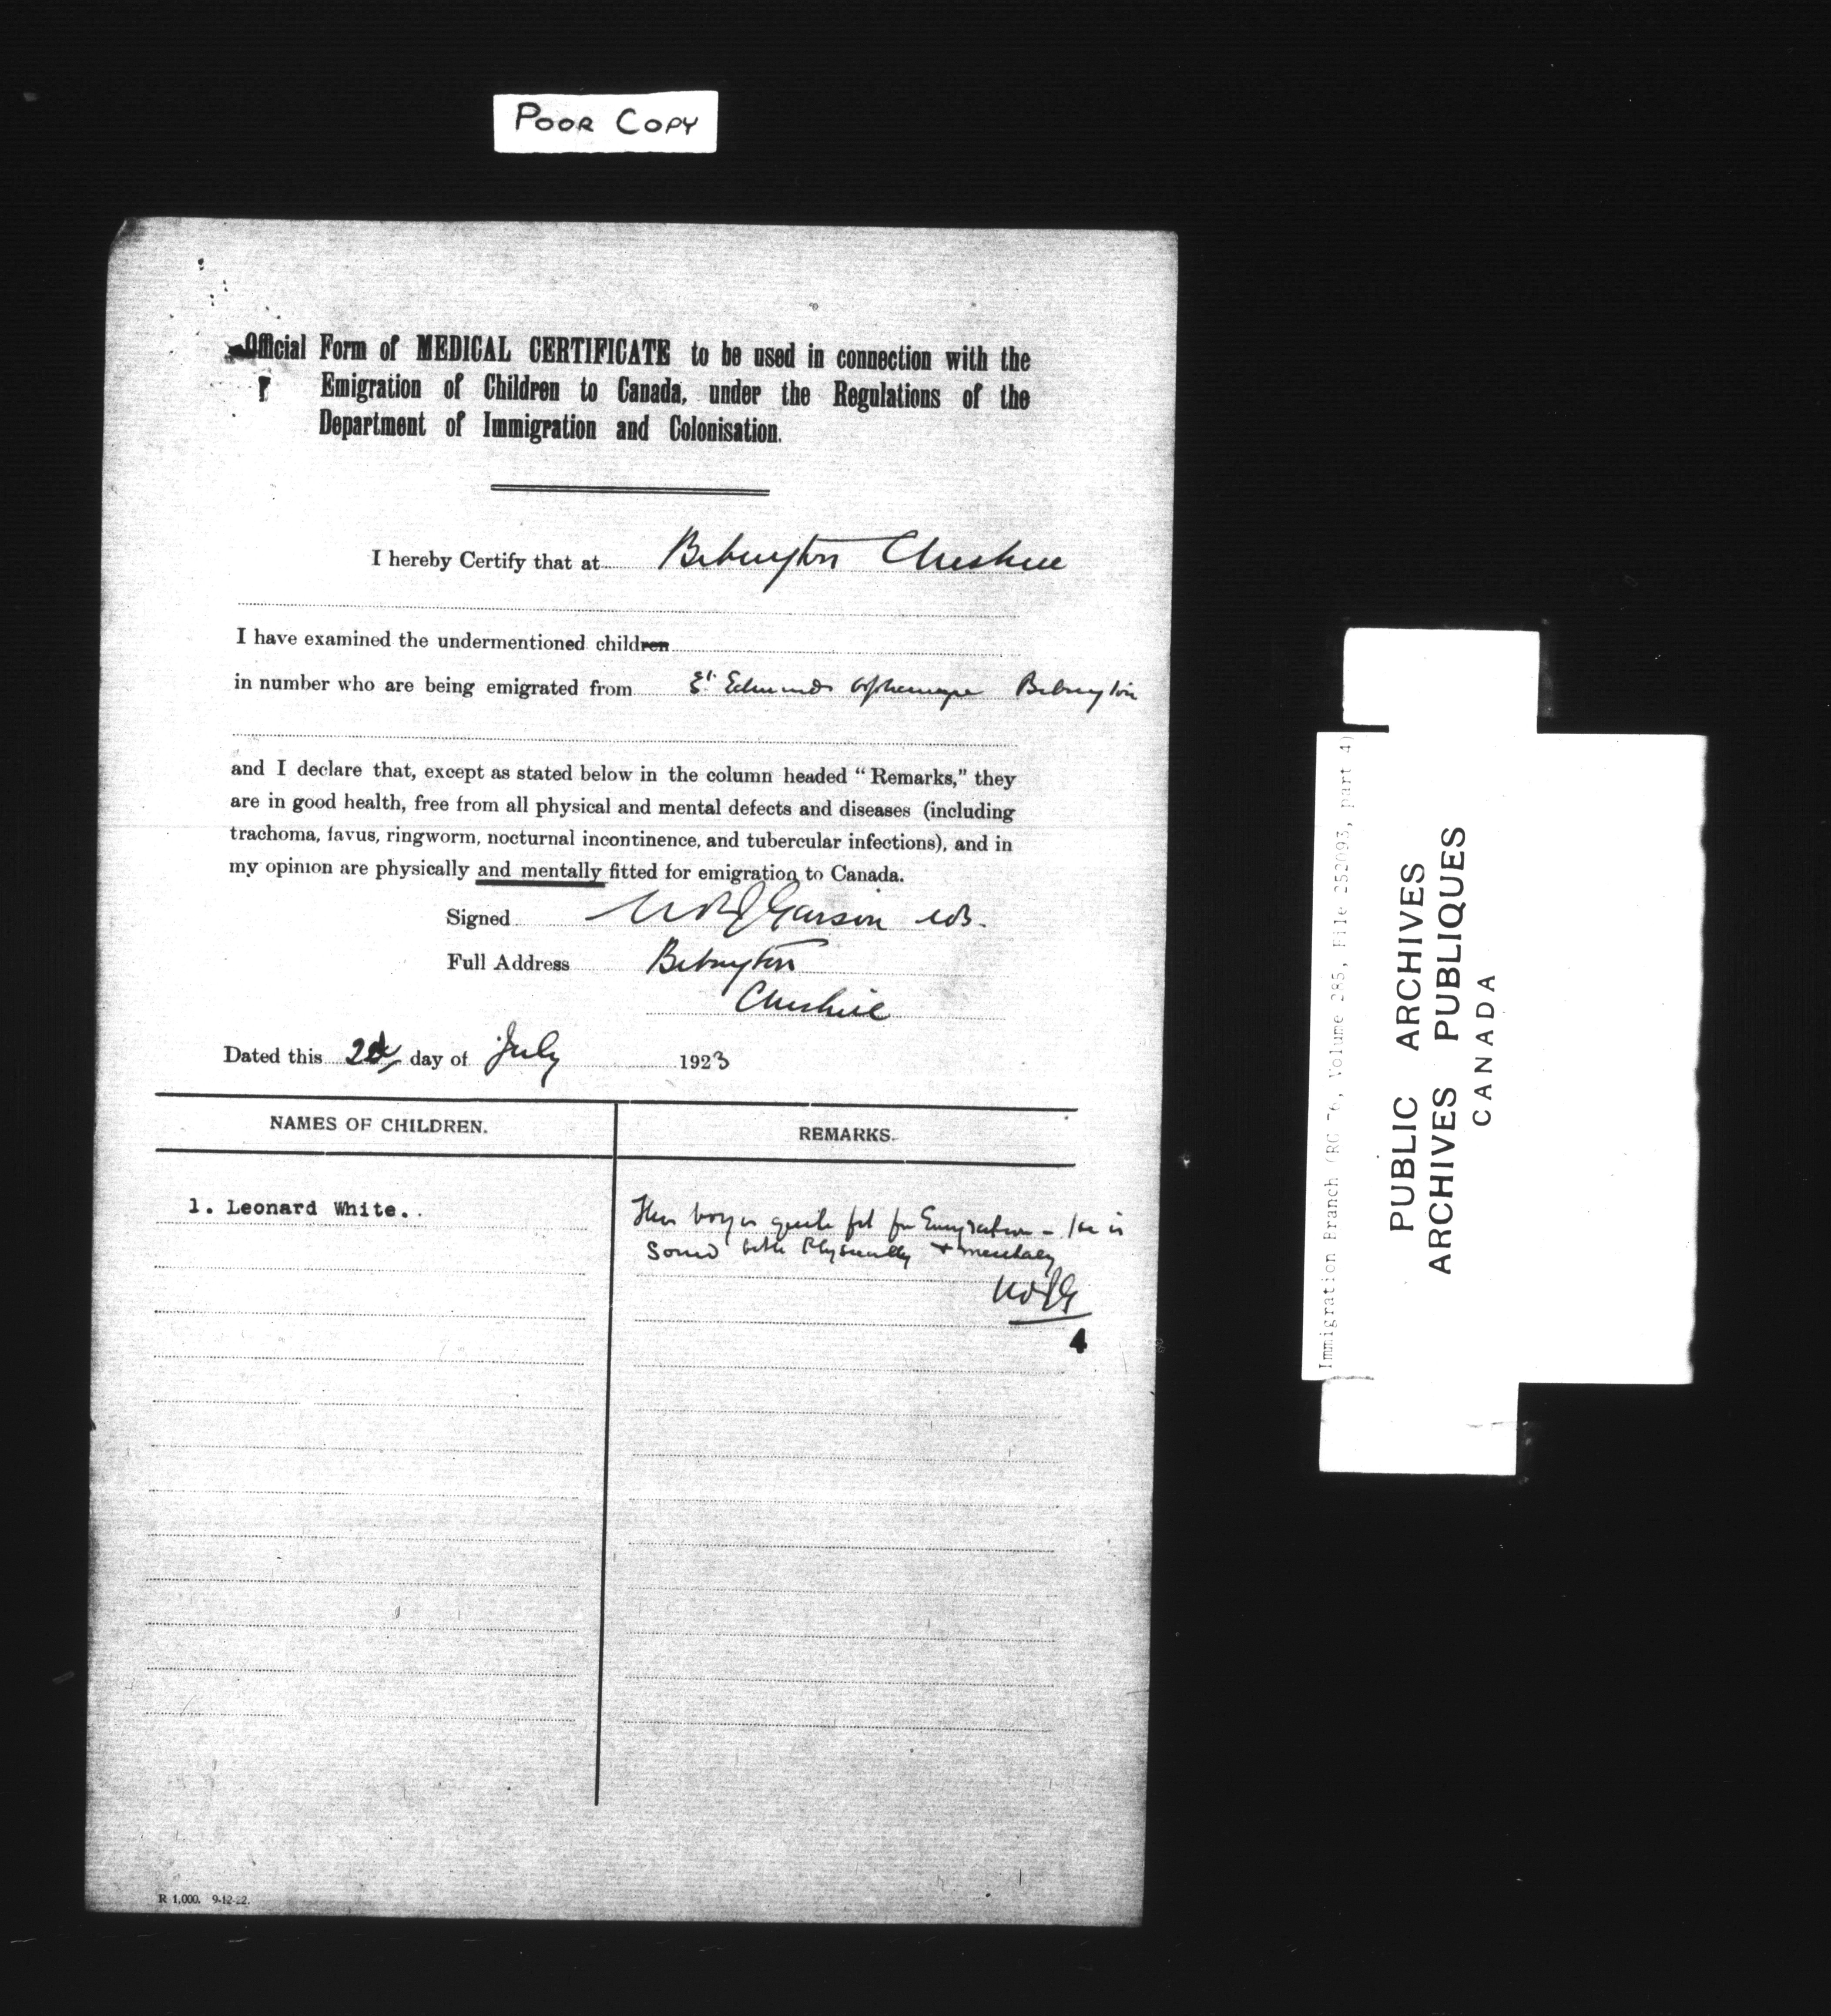 POOR COPY
Official Form of MEDICAL CERTIFICATE to be used in connection with the
Emigration of Children to Canada, under the Regulations of the
Department of Immigration and Colonisation.
I hereby Certify that at Bebington Cheshire
I have examined the undermentioned children
in number who are being emigrated from St Edmunds Orphanage Bebington
and I declare that, except as stated below in the column headed “Remarks,” they
are in good health, free from all physical and mental defects and diseases (including
trachoma, favus, ringworm, nocturnal incontinence, and tubercular infections), and in
my opinion are physically and mentally fitted for emigration to Canada.
Signed Garson
Full Address Bebington
Cheshire
Dated this day of July 1923
NAMES OF CHILDREN.
REMARKS.
1. Leonard White.
This boy is quite fit for Emigration - He is
Sound both Physically & mentally
4
R 1,000. 9-12-22.
Immigration Branch (RG 76, Volume 285, File 252093, part 4)
PUBLIC ARCHIVES
ARCHIVES PUBLIQUES
CANADA